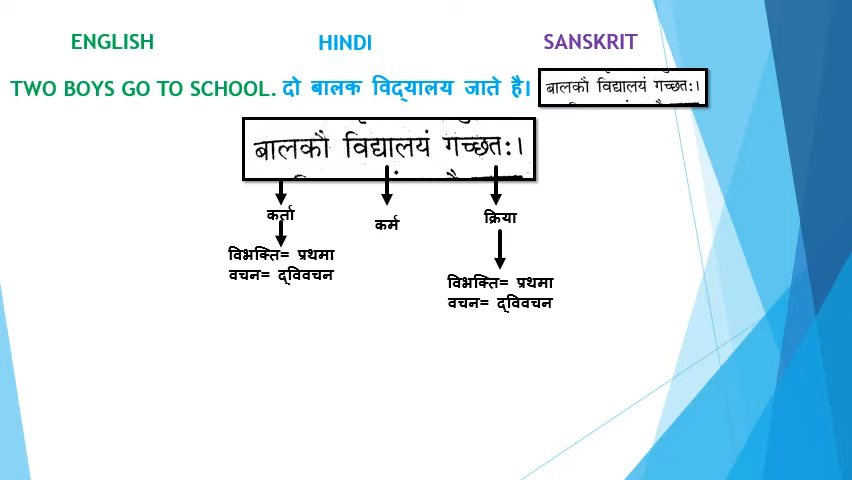 ENGLISH HINDI SANSKRIT
TWO BOYS GO TO SCHOOL. दो बालक विद्यालय जाते है। बालकौ विद्यालयं गच्छतः।
बालकौ विद्यालयं गच्छतः।
कर्ता कर्म क्रिया
विभक्ति= प्रथमा
वचन= द्विवचन
विभक्ति= प्रथमा
वचन= द्विवचन